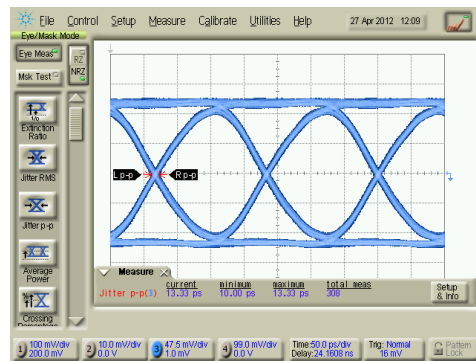 File Control Setup Measure Calibrate Utilities Help 27 Apr 2012 12:09
Eye/Mask Mode
Eye Meas
RZ
NRZ
Msk Test
Extinction
Ratio
Jitter RMS
Jitter p-p
Average
Power
Crossing
L p-p
R p-p
Measure
current minimum maximum total meas
Jitter p-p(3) 13.33 ps 10.00 ps 13.33 ps 308
Setup
& Info
1 100 mV/div
200.0 mV
2 10.0 mV/div
0.0 V
3 47.5 mV/div
1.0 mV
4 99.0 mV/div
0.0 V
Time:50.0 ps/div
Delay:24.1608 ns
Trig: Normal
16 mV
Pattern
Lock